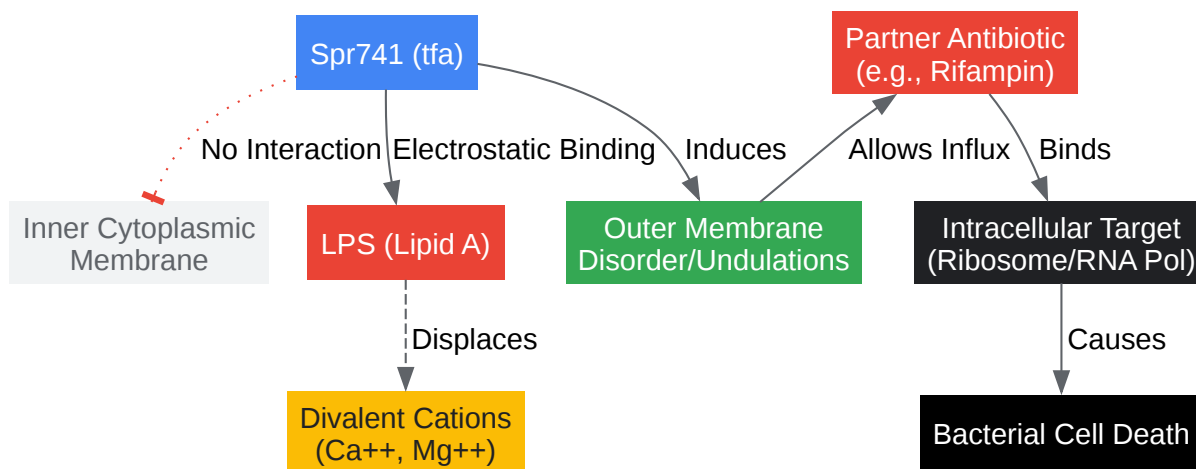 Spr741 (tfa)
Partner Antibiotic
(e.g., Rifampin)
No Interaction
Electrostatic Binding
Induces
Allows Influx
Binds
Inner Cytoplasmic
Membrane
LPS (Lipid A)
Outer Membrane
Disorder/Undulations
Intracellular Target
(Ribosome/RNA Pol)
Displaces
Causes
Divalent Cations
(Ca++, Mg++)
Bacterial Cell Death